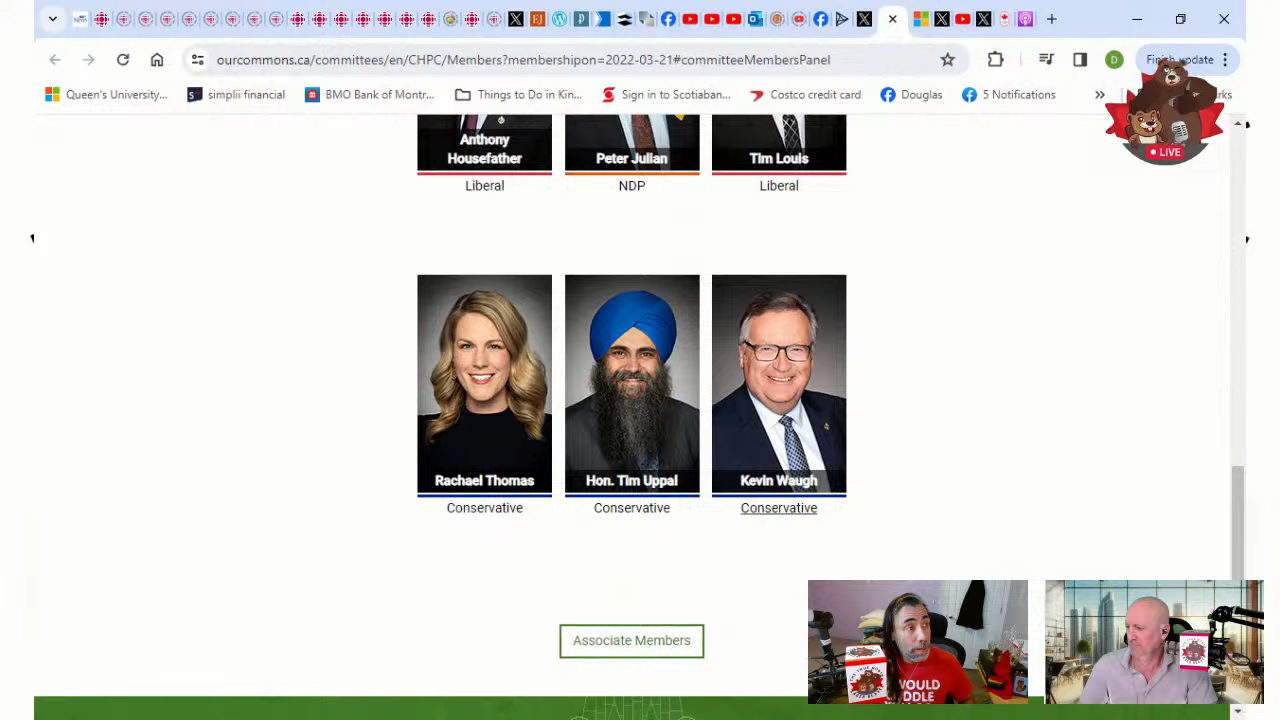 ourcommons.ca/committees/en/CHPC/Members?membershipon=2022-03-21#committeeMembersPanel
D
Finish update
Queen's University...
simplii financial
BMO Bank of Montr...
Things to Do in Kin...
Sign in to Scotiaban...
Costco credit card
Douglas
5 Notifications
»
LIVE
Anthony
Housefather
Peter Julian
Tim Louis
Liberal
NDP
Liberal
Rachael Thomas
Hon. Tim Uppal
Kevin Waugh
Conservative
Conservative
Conservative
Associate Members
WOULD